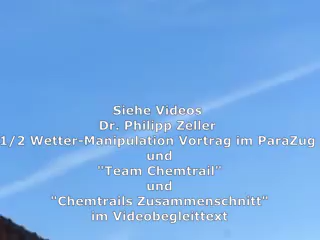 Siehe Videos
Dr. Philipp Zeller
1/2 Wetter-Manipulation Vortrag im ParaZug
und
"Team Chemtrail"
und
"Chemtrails Zusammenschnitt"
im Videobegleittext